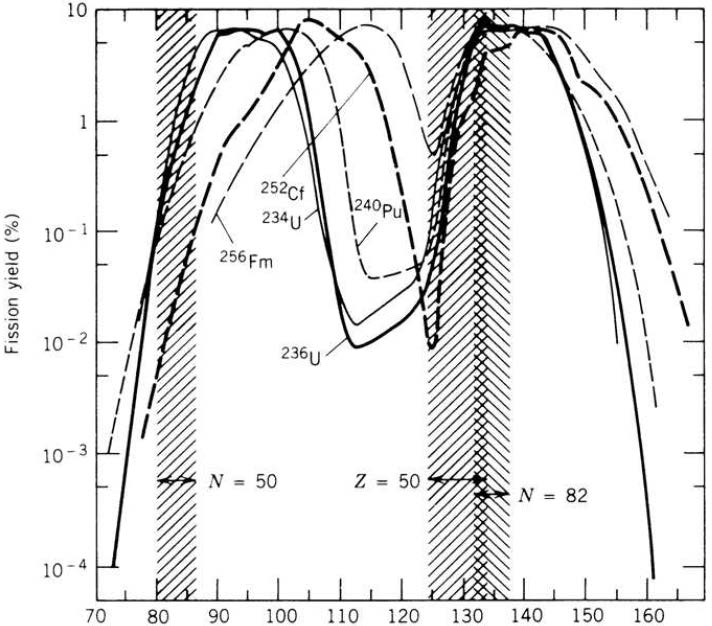 10
1
10⁻¹
10⁻²
10⁻³
10⁻⁴
Fission yield (%)
²⁵²Cf
²³⁴U
²⁴⁰Pu
²⁵⁶Fm
²³⁶U
N = 50
Z = 50
N = 82
70 80 90 100 110 120 130 140 150 160